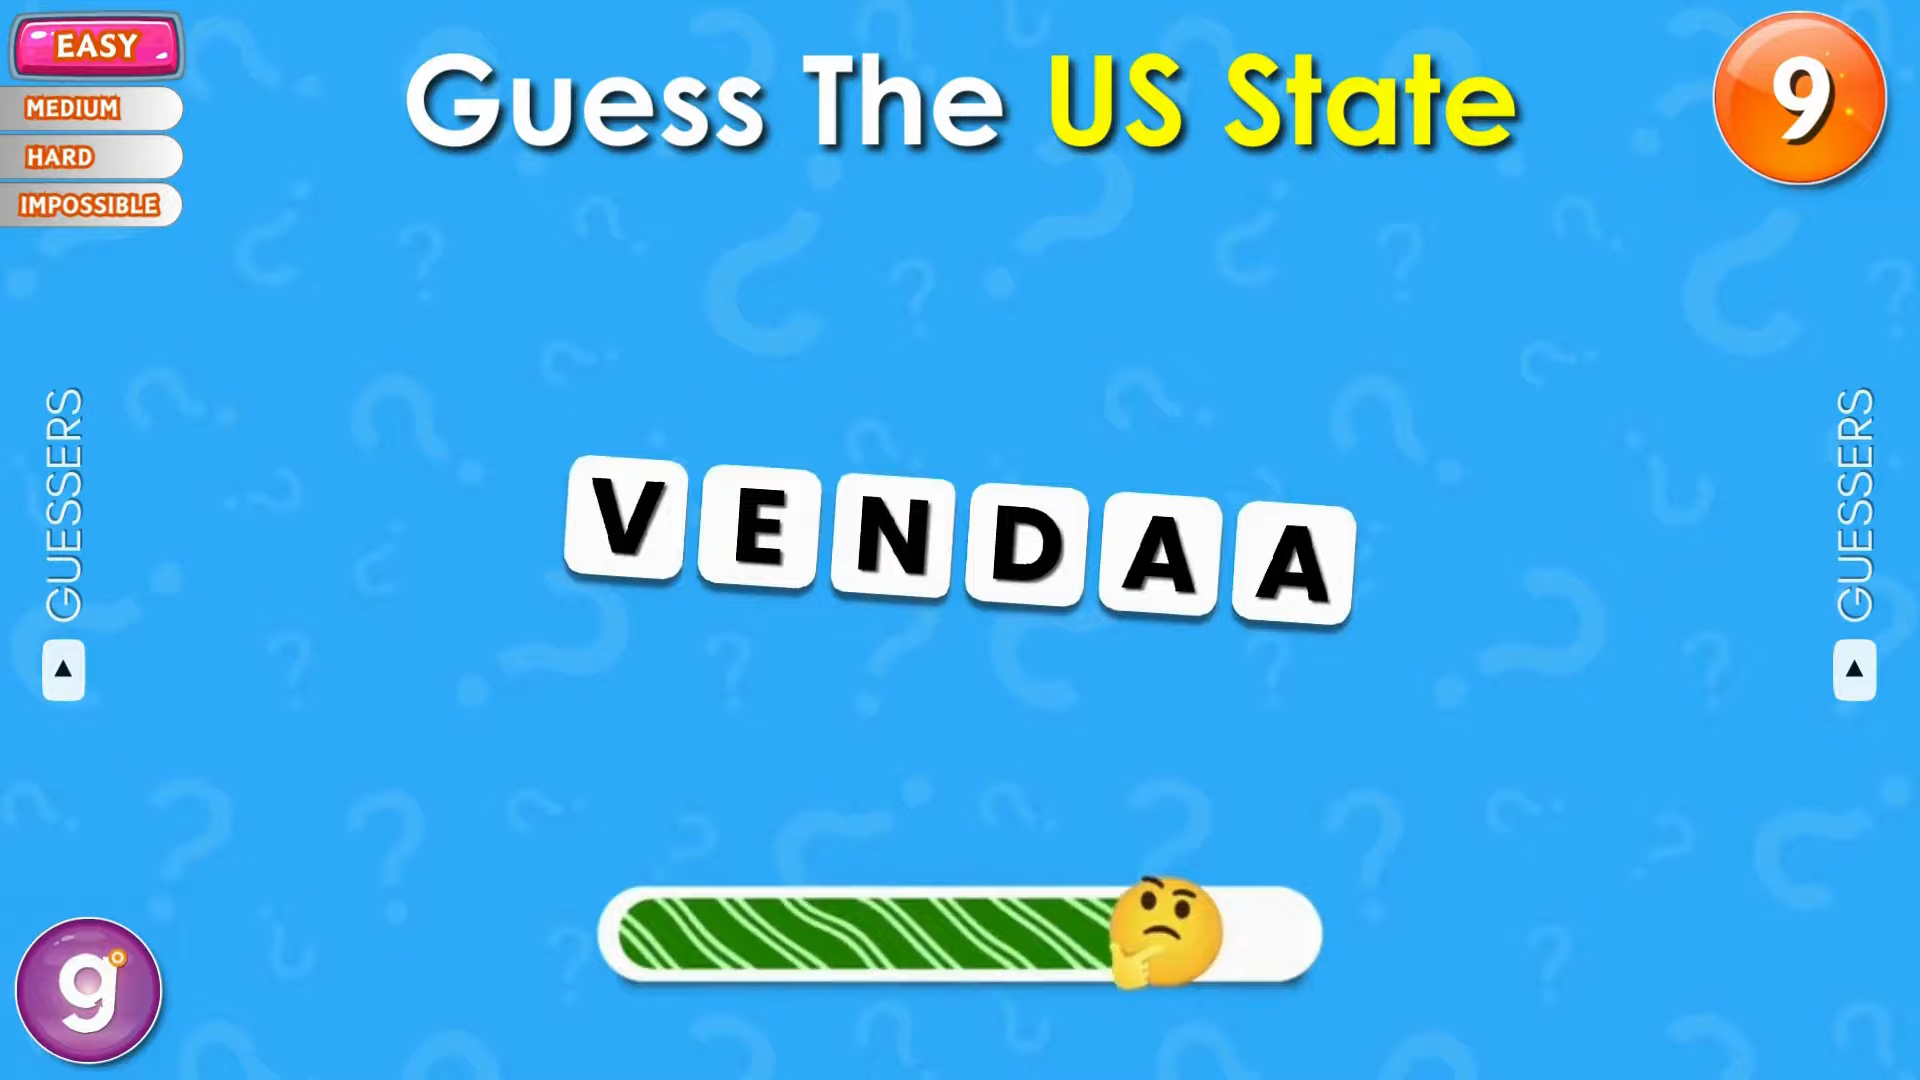 EASY
MEDIUM
HARD
IMPOSSIBLE
Guess The US State
9
GUESSERS
VENDAA
GUESSERS
g